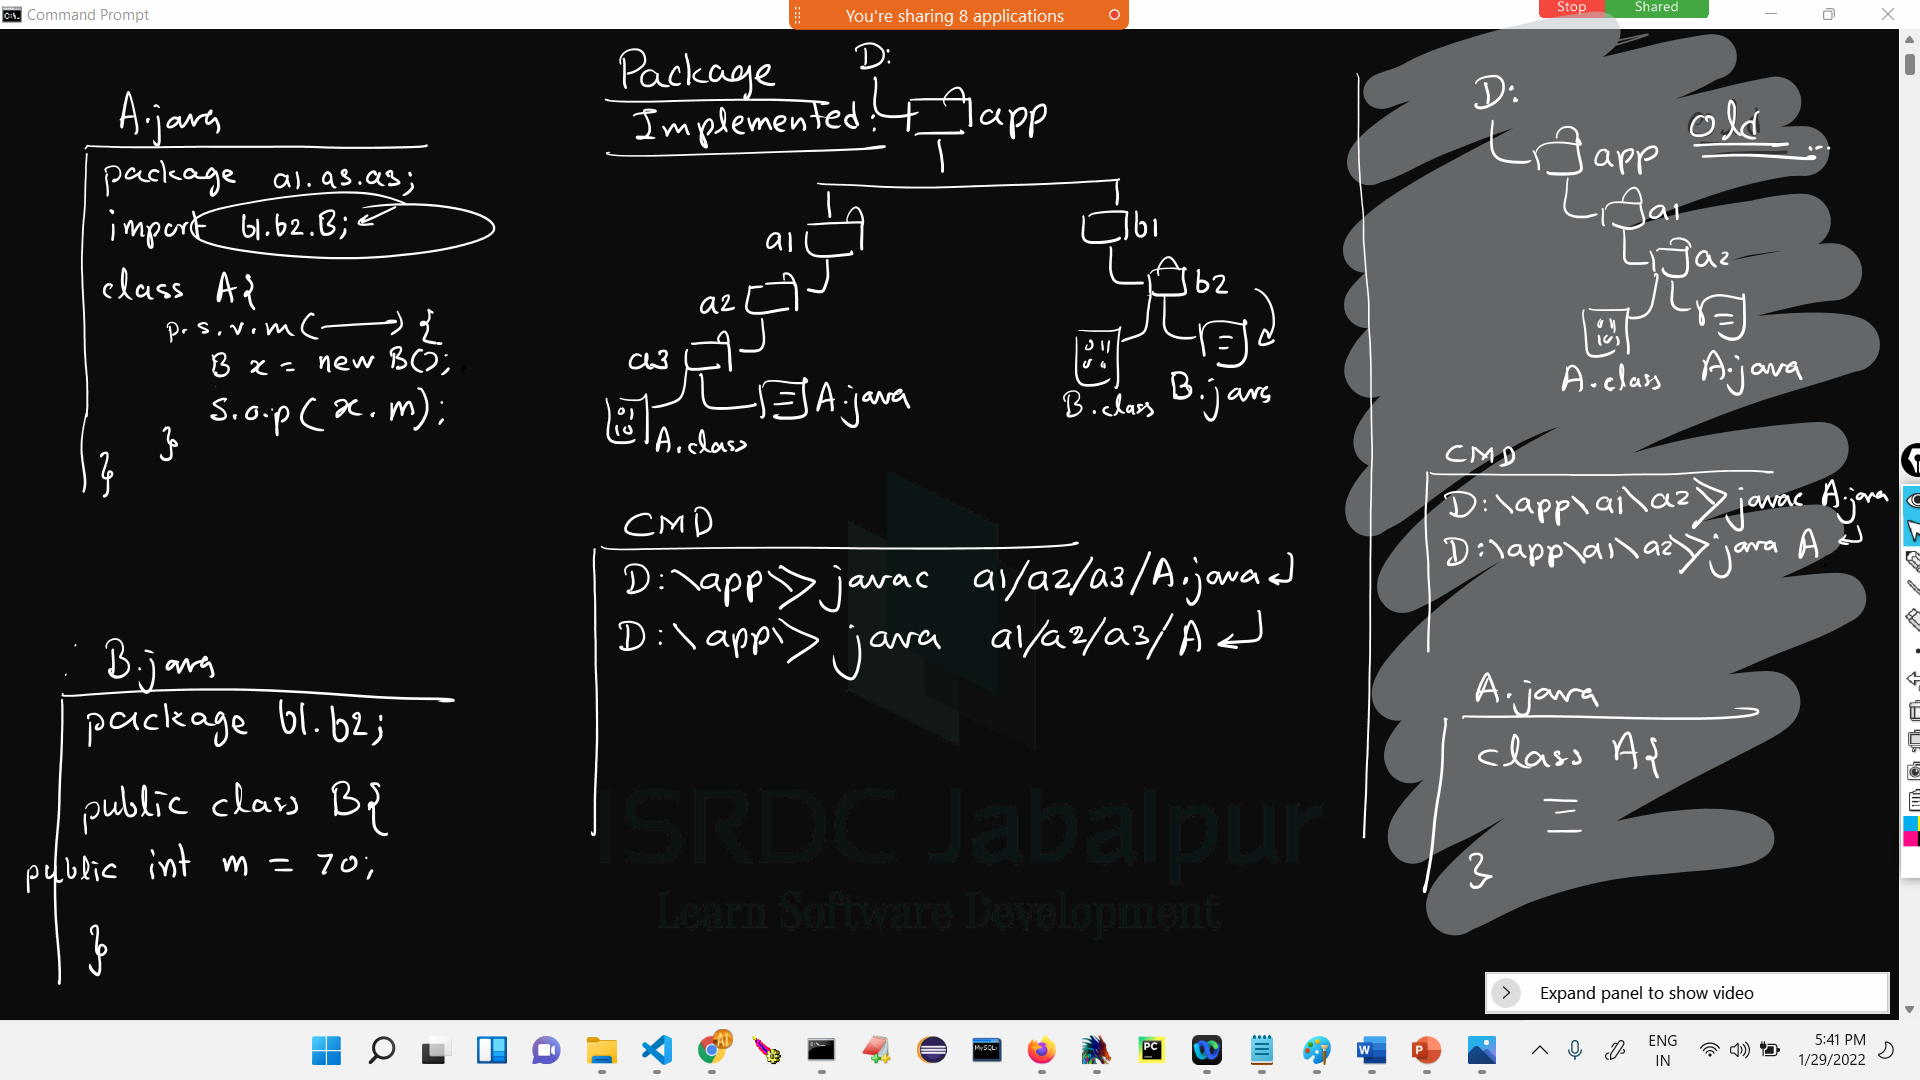 Command Prompt
You're sharing 8 applications
Stop
Shared
A.java
package a1.as.as;
import b1.b2.B;
class A{
p.s.v.m( ) {
B x = new B();
S.o.p( x.m);
}
}
B.java
package b1.b2;
public class B{
public int m = 70;
}
Package
Implemented:
D:
app
a1
a2
a3
A.class
A.java
b1
b2
B.class
B.java
CMD
D:\app\> javac a1/a2/a3/A.java
D:\app\> java a1/a2/a3/A
ISRDC Jabalpur
Learn Software Development
D:
app
old
a1
a2
A.class
A.java
CMD
D:\app\a1\a2\> javac A.java
D:\app\a1\a2\> java A
A.java
class A{
}
Expand panel to show video
ENG
IN
5:41 PM
1/29/2022